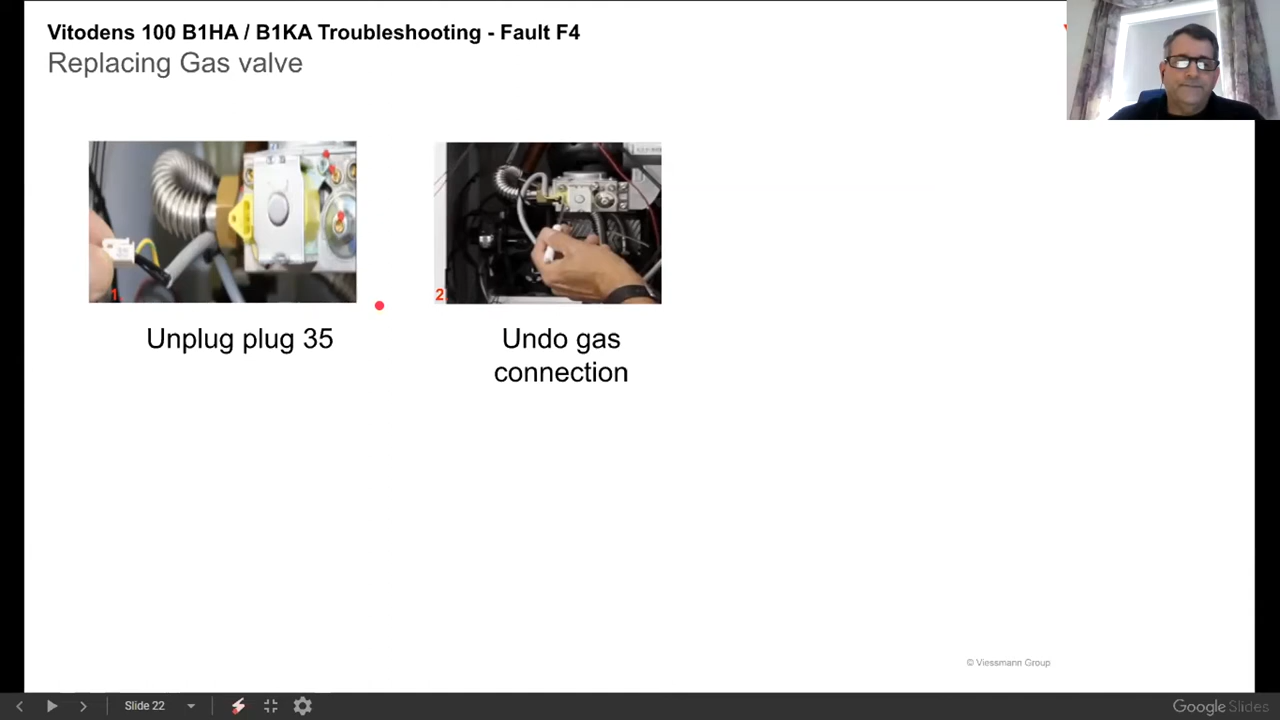 Vitodens 100 B1HA / B1KA Troubleshooting - Fault F4
Replacing Gas valve
1
2
Unplug plug 35
Undo gas
connection
© Viessmann Group
Slide 22
Google Slides